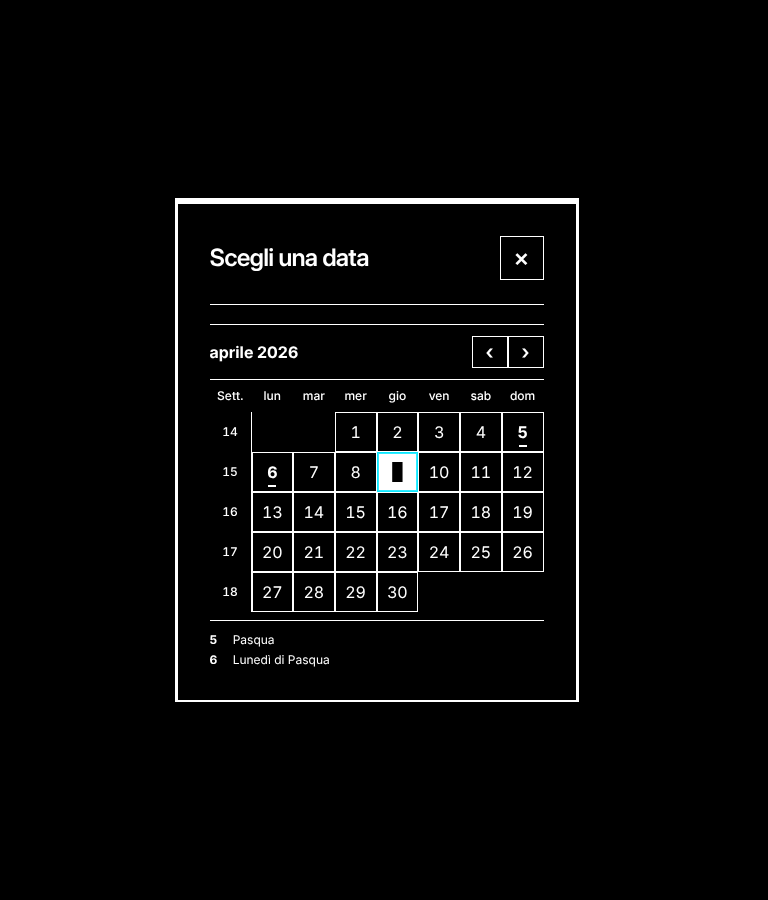 Scegli una data ×
aprile 2026 ‹ ›
Sett. lun mar mer gio ven sab dom
14 1 2 3 4 5
15 6 7 8 10 11 12
16 13 14 15 16 17 18 19
17 20 21 22 23 24 25 26
18 27 28 29 30
5 Pasqua
6 Lunedì di Pasqua